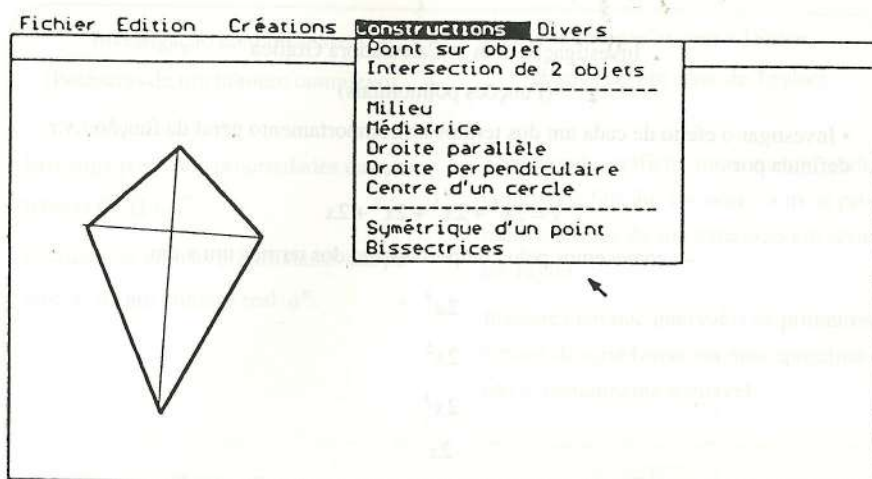 Fichier Edition Créations Constructions Divers
Point sur objet
Intersection de 2 objets
Milieu
Médiatrice
Droite parallèle
Droite perpendiculaire
Centre d'un cercle
Symétrique d'un point
Bissectrices